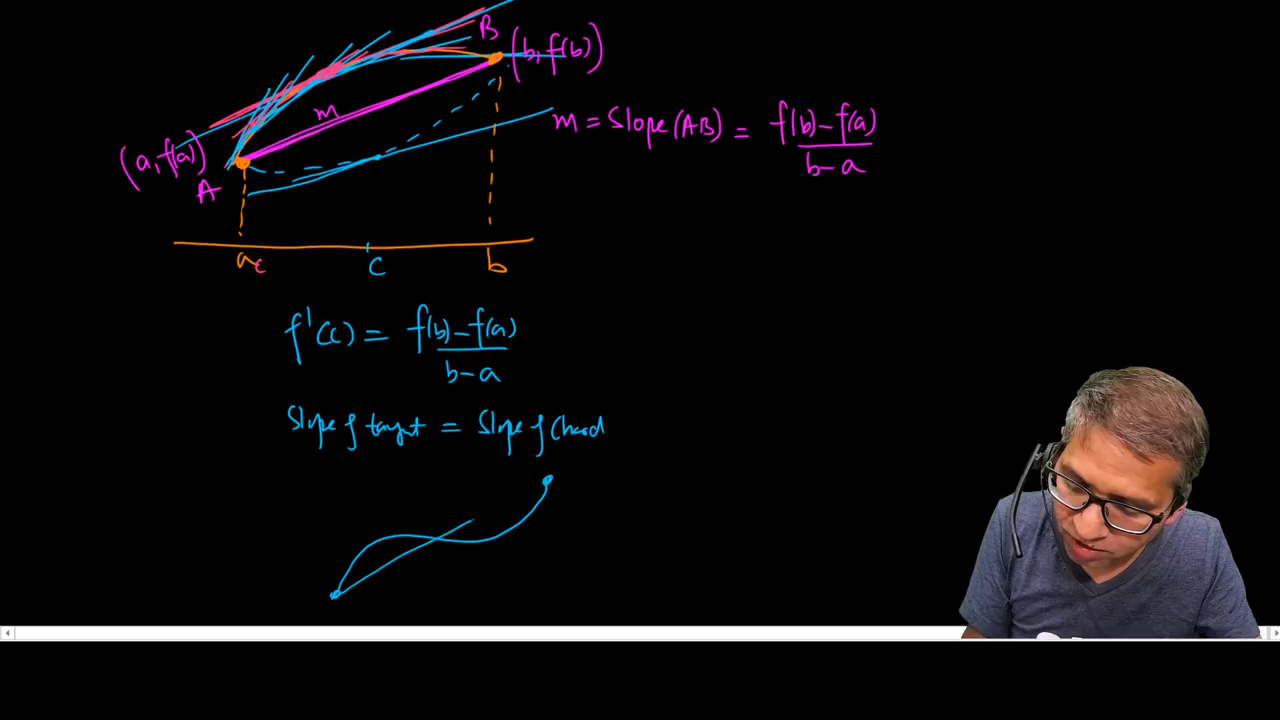 B
(b, f(b))
m
m = Slope(AB) = f(b) - f(a) / b - a
(a, f(a))
A
a c c b
f'(c) = f(b) - f(a) / b - a
Slope of tangent = Slope of Chord